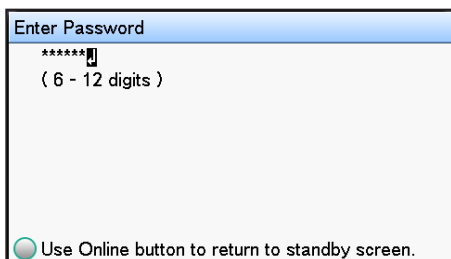 Enter Password
******↲
( 6 - 12 digits )
Use Online button to return to standby screen.